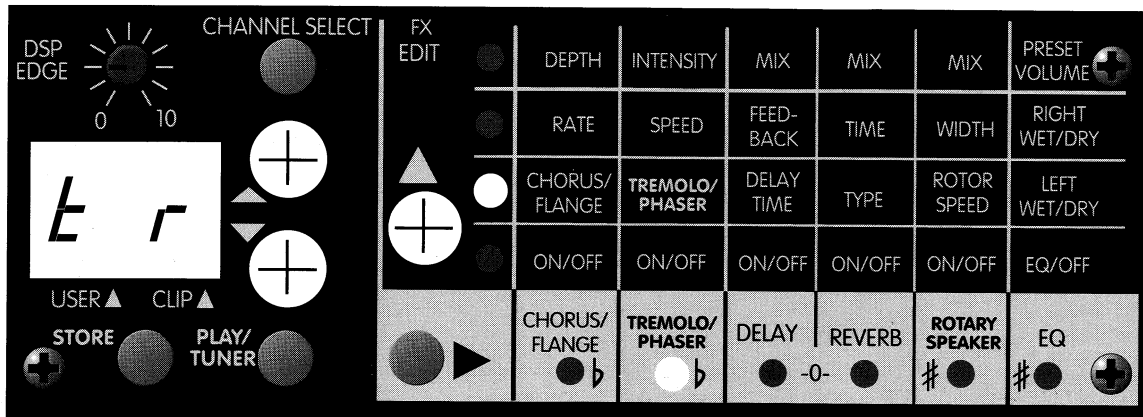 DSP
EDGE
0 10
CHANNEL SELECT
t r
USER CLIP
STORE
PLAY/
TUNER
FX
EDIT
DEPTH INTENSITY MIX MIX MIX PRESET
VOLUME
RATE SPEED FEED-
BACK TIME WIDTH RIGHT
WET/DRY
CHORUS/
FLANGE TREMOLO/
PHASER DELAY
TIME TYPE ROTOR
SPEED LEFT
WET/DRY
ON/OFF ON/OFF ON/OFF ON/OFF ON/OFF EQ/OFF
CHORUS/
FLANGE TREMOLO/
PHASER DELAY REVERB ROTARY
SPEAKER EQ
♭ ♭ -0- ♯ ♯